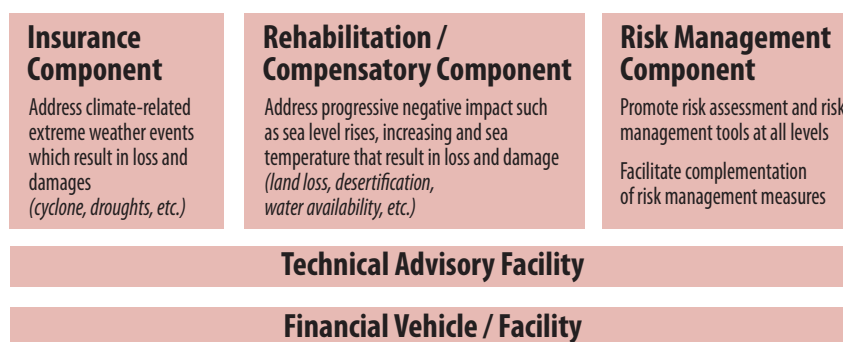 Insurance
Component
Address climate-related
extreme weather events
which result in loss and
damages
(cyclone, droughts, etc.)
Rehabilitation /
Compensatory Component
Address progressive negative impact such
as sea level rises, increasing and sea
temperature that result in loss and damage
(land loss, desertification,
water availability, etc.)
Risk Management
Component
Promote risk assessment and risk
management tools at all levels
Facilitate complementation
of risk management measures
Technical Advisory Facility
Financial Vehicle / Facility